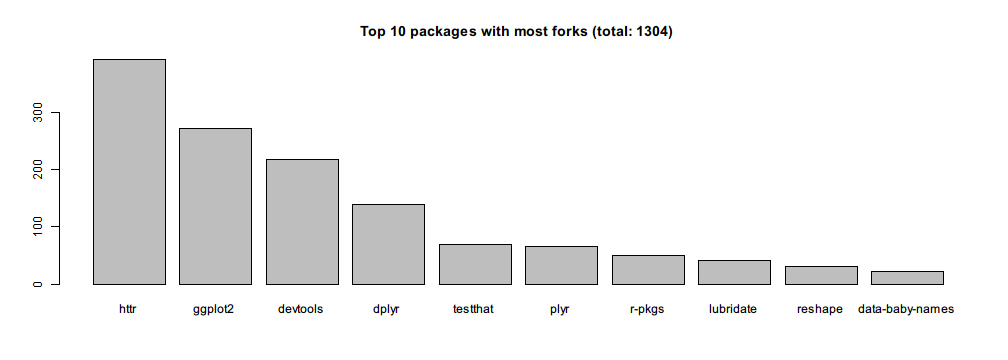 Top 10 packages with most forks (total: 1304)
300
200
100
0
httr ggplot2 devtools dplyr testthat plyr r-pkgs lubridate reshape data-baby-names